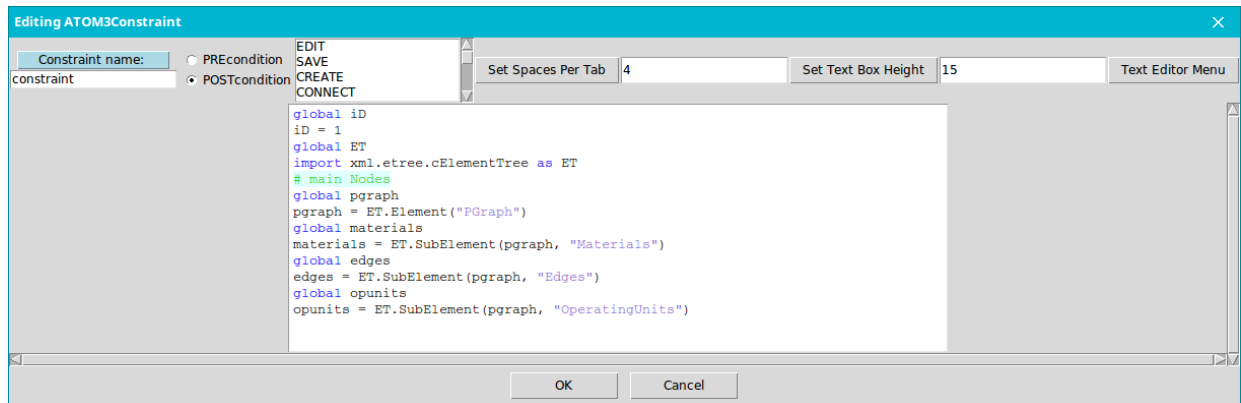 Editing ATOM3Constraint
Constraint name:
constraint
PREcondition
POSTcondition
EDIT
SAVE
CREATE
CONNECT
Set Spaces Per Tab
4
Set Text Box Height
15
Text Editor Menu
global iD
iD = 1
global ET
import xml.etree.cElementTree as ET
# main Nodes
global pgraph
pgraph = ET.Element("PGraph")
global materials
materials = ET.SubElement(pgraph, "Materials")
global edges
edges = ET.SubElement(pgraph, "Edges")
global opunits
opunits = ET.SubElement(pgraph, "OperatingUnits")
OK
Cancel